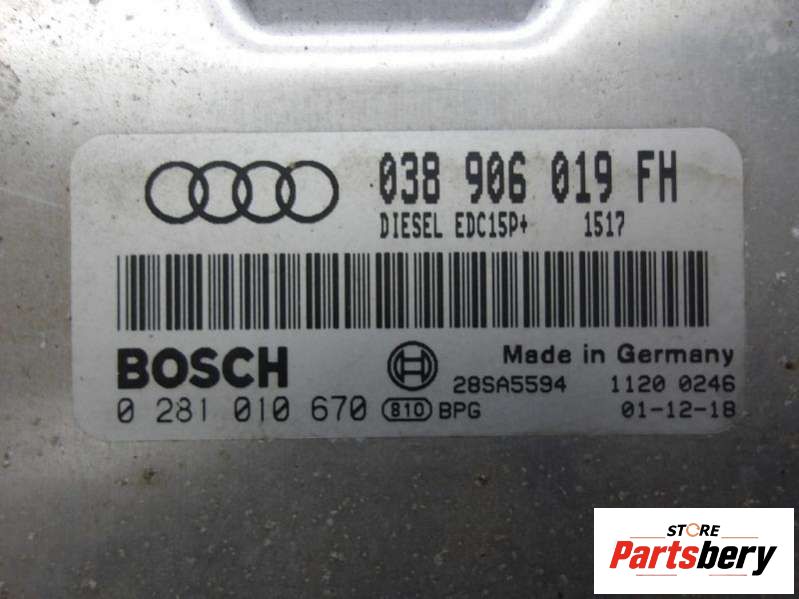 038 906 019 FH
DIESEL EDC15P+ 1517
BOSCH
Made in Germany
28SA5594 1120 0246
0 281 010 670 810 BPG 01-12-18
STORE
Partsbery